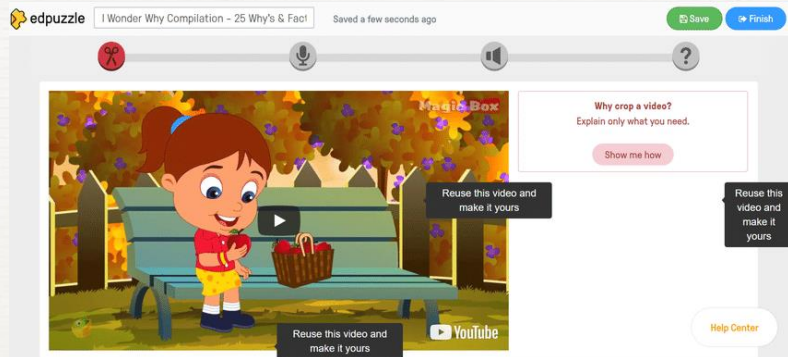 edpuzzle
I Wonder Why Compilation - 25 Why's & Fact
Saved a few seconds ago
Save
Finish
?
Magic Box
Why crop a video?
Explain only what you need.
Show me how
Reuse this video and
make it yours
Reuse this
video and
make it
yours
YouTube
Reuse this video and
make it yours
Help Center